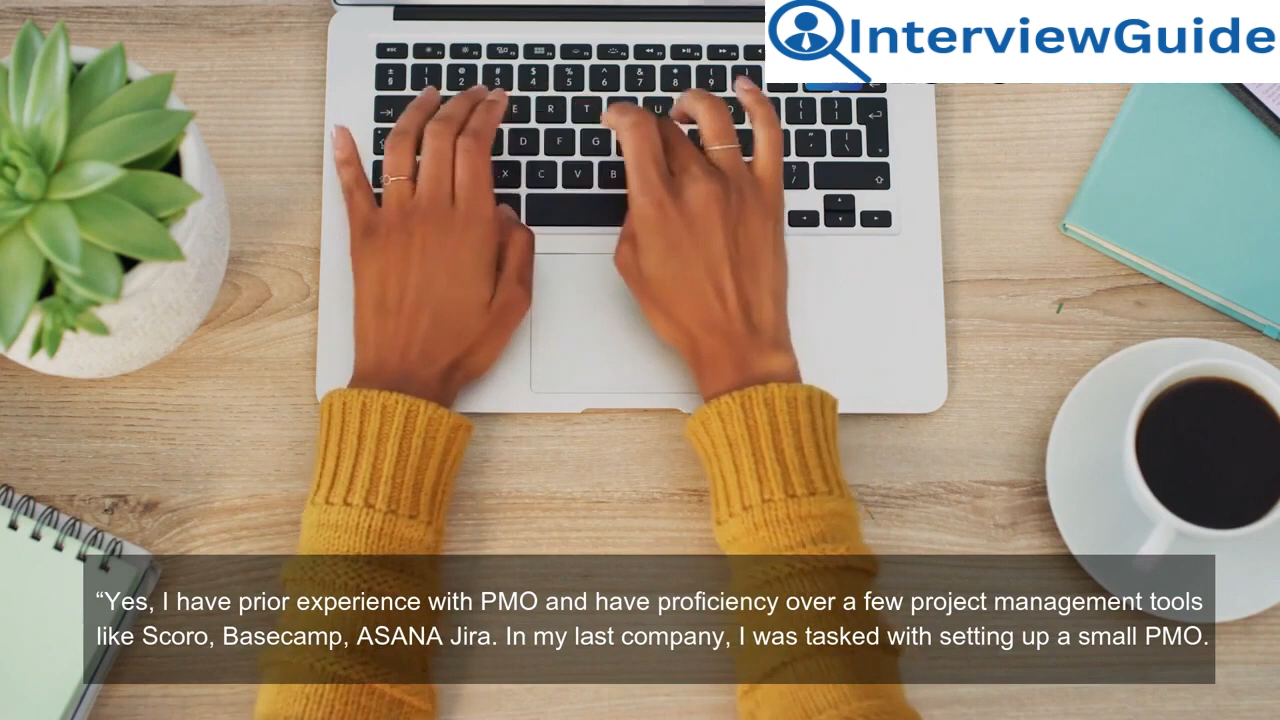 InterviewGuide
“Yes, I have prior experience with PMO and have proficiency over a few project management tools
like Scoro, Basecamp, ASANA Jira. In my last company, I was tasked with setting up a small PMO.